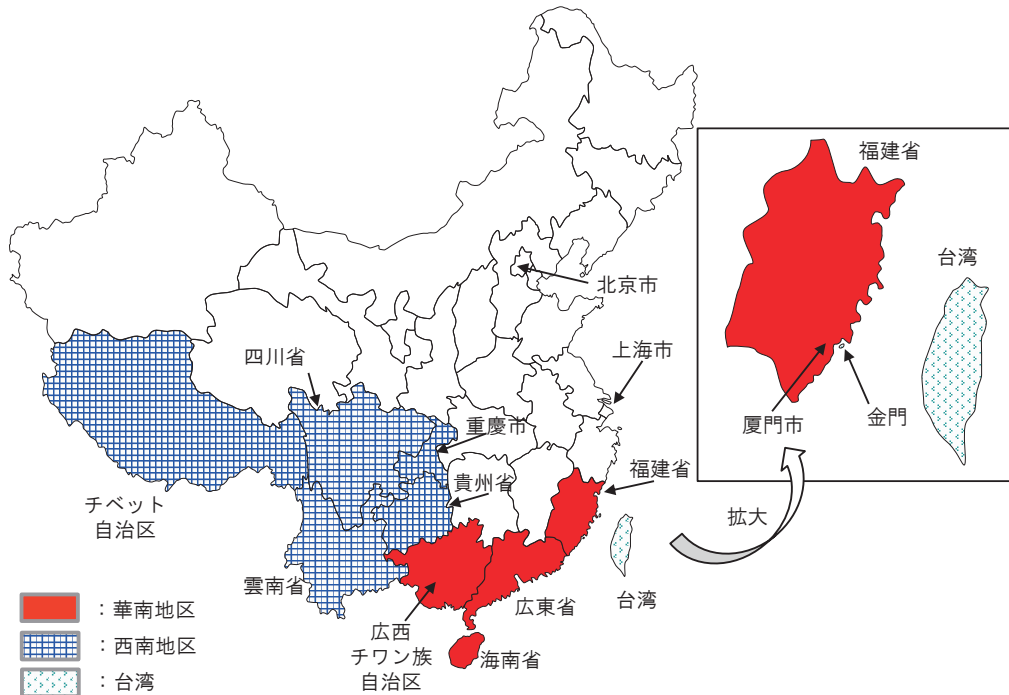 北京市
四川省
上海市
重慶市
貴州省
福建省
チベット
自治区
雲南省
広東省
台湾
広西
チワン族
自治区
海南省
拡大
福建省
台湾
厦門市
金門
：華南地区
：西南地区
：台湾